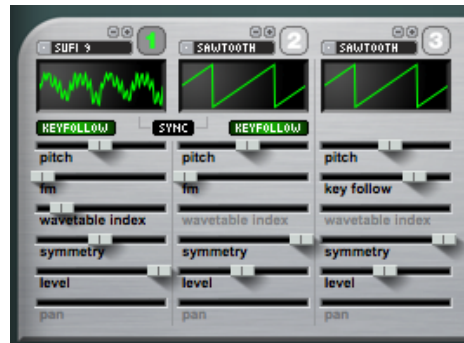 1 2 3
SUFI 9 SAWTOOTH SAWTOOTH
KEYFOLLOW SYNC KEYFOLLOW
pitch pitch pitch
fm fm key follow
wavetable index wavetable index wavetable index
symmetry symmetry symmetry
level level level
pan pan pan